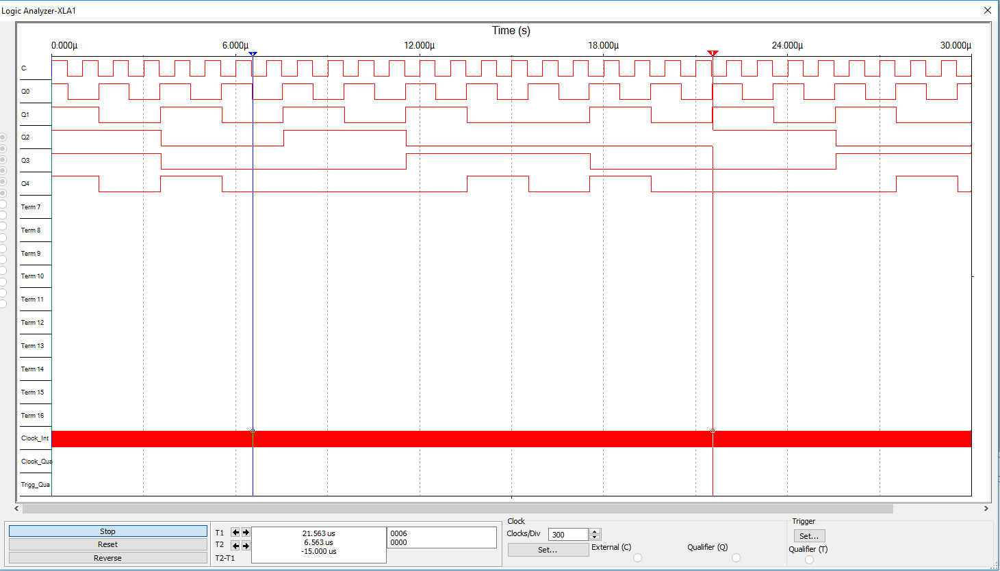 Logic Analyzer-XLA1
Time (s)
0.000µ 6.000µ 12.000µ 18.000µ 24.000µ 30.000µ
C
Q0
Q1
Q2
Q3
Q4
Term 7
Term 8
Term 9
Term 10
Term 11
Term 12
Term 13
Term 14
Term 15
Term 16
Clock_Int
Clock_Qua
Trigg_Qua
Stop
Reset
Reverse
T1 21.563 us 0006
T2 6.563 us 0000
T2-T1 -15.000 us
Clock
Clocks/Div 300
Set... External (C) Qualifier (Q)
Trigger
Set...
Qualifier (T)